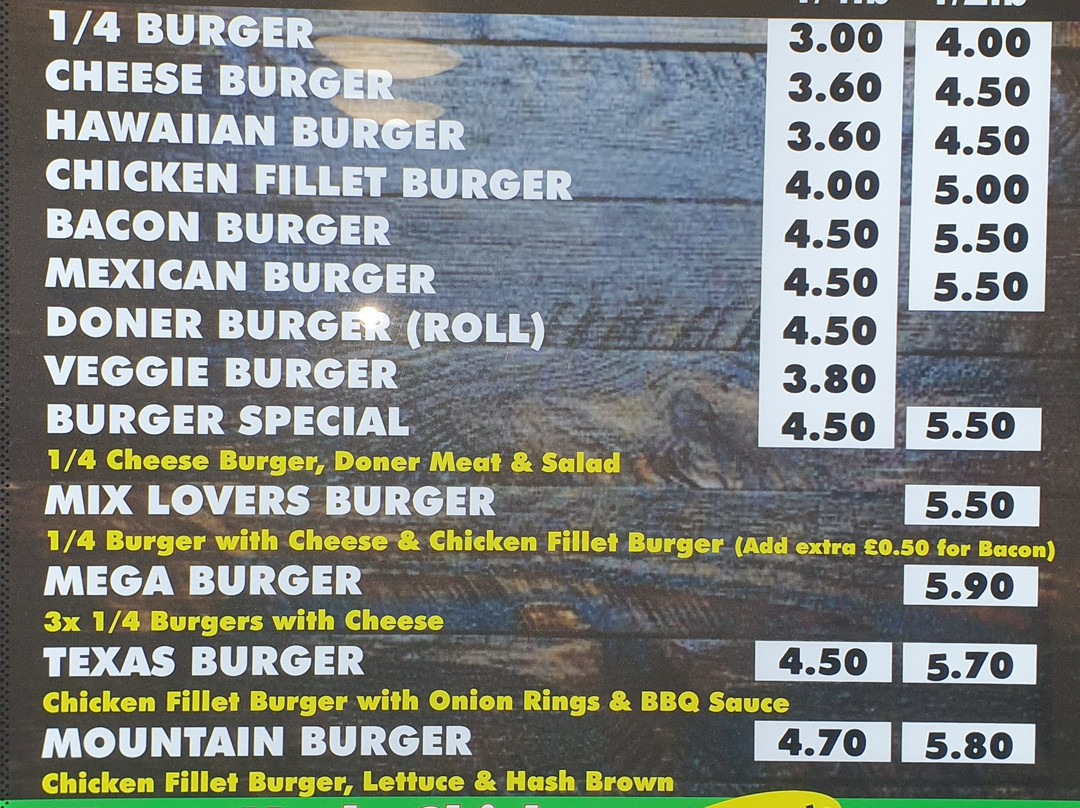 1/4 BURGER 3.00 4.00
CHEESE BURGER 3.60 4.50
HAWAIIAN BURGER 3.60 4.50
CHICKEN FILLET BURGER 4.00 5.00
BACON BURGER 4.50 5.50
MEXICAN BURGER 4.50 5.50
DONER BURGER (ROLL) 4.50
VEGGIE BURGER 3.80
BURGER SPECIAL 4.50 5.50
1/4 Cheese Burger, Doner Meat & Salad
MIX LOVERS BURGER 5.50
1/4 Burger with Cheese & Chicken Fillet Burger (Add extra £0.50 for Bacon)
MEGA BURGER 5.90
3x 1/4 Burgers with Cheese
TEXAS BURGER 4.50 5.70
Chicken Fillet Burger with Onion Rings & BBQ Sauce
MOUNTAIN BURGER 4.70 5.80
Chicken Fillet Burger, Lettuce & Hash Brown